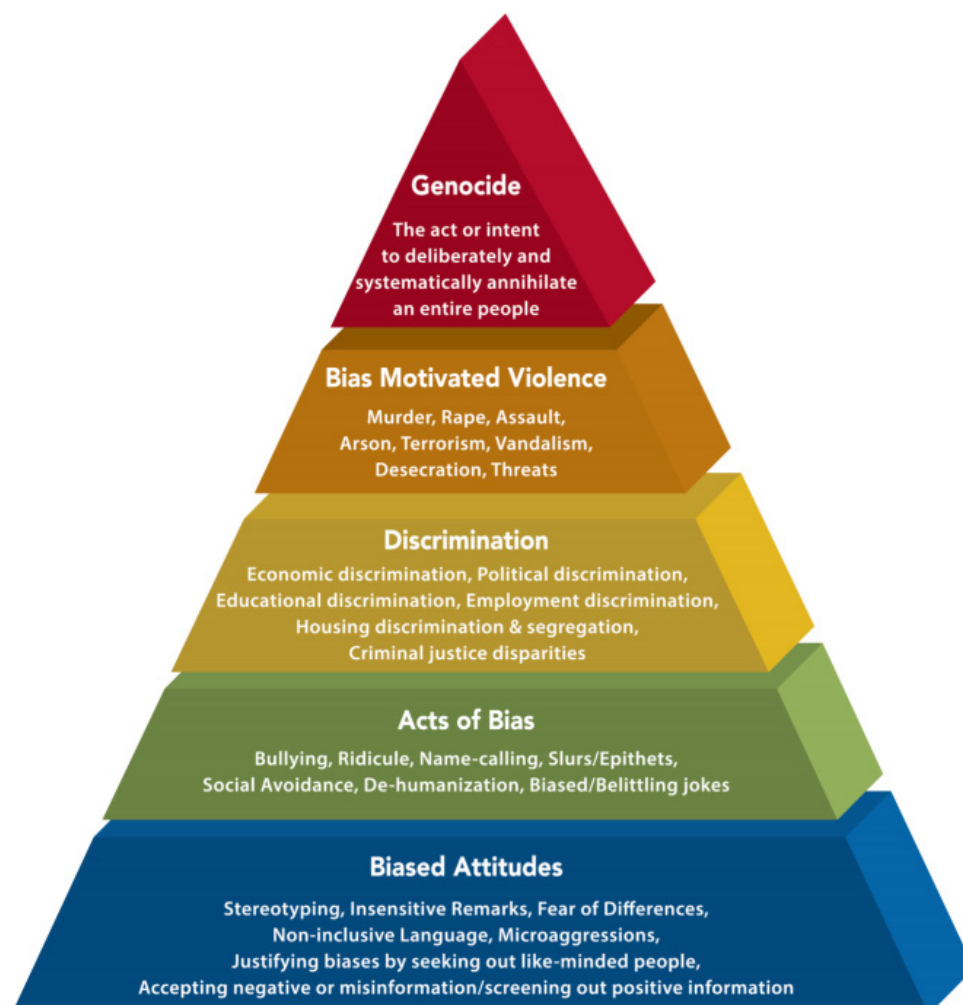 Genocide
The act or intent
to deliberately and
systematically annihilate
an entire people
Bias Motivated Violence
Murder, Rape, Assault,
Arson, Terrorism, Vandalism,
Desecration, Threats
Discrimination
Economic discrimination, Political discrimination,
Educational discrimination, Employment discrimination,
Housing discrimination & segregation,
Criminal justice disparities
Acts of Bias
Bullying, Ridicule, Name-calling, Slurs/Epithets,
Social Avoidance, De-humanization, Biased/Belittling jokes
Biased Attitudes
Stereotyping, Insensitive Remarks, Fear of Differences,
Non-inclusive Language, Microaggressions,
Justifying biases by seeking out like-minded people,
Accepting negative or misinformation/screening out positive information